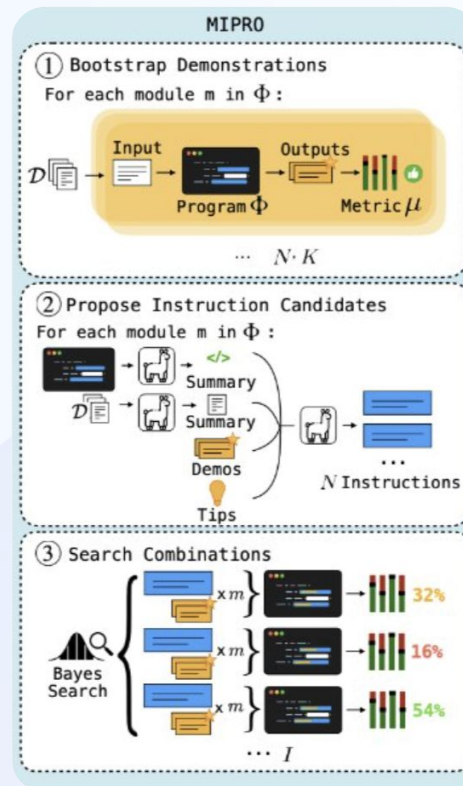 MIPRO
① Bootstrap Demonstrations
For each module m in Φ:
Input
Outputs
D
Program Φ
Metric μ
... N·K
② Propose Instruction Candidates
For each module m in Φ:
</>
Summary
D
Summary
Demos
...
N Instructions
Tips
③ Search Combinations
x m
32%
Bayes
Search
x m
16%
x m
54%
... I